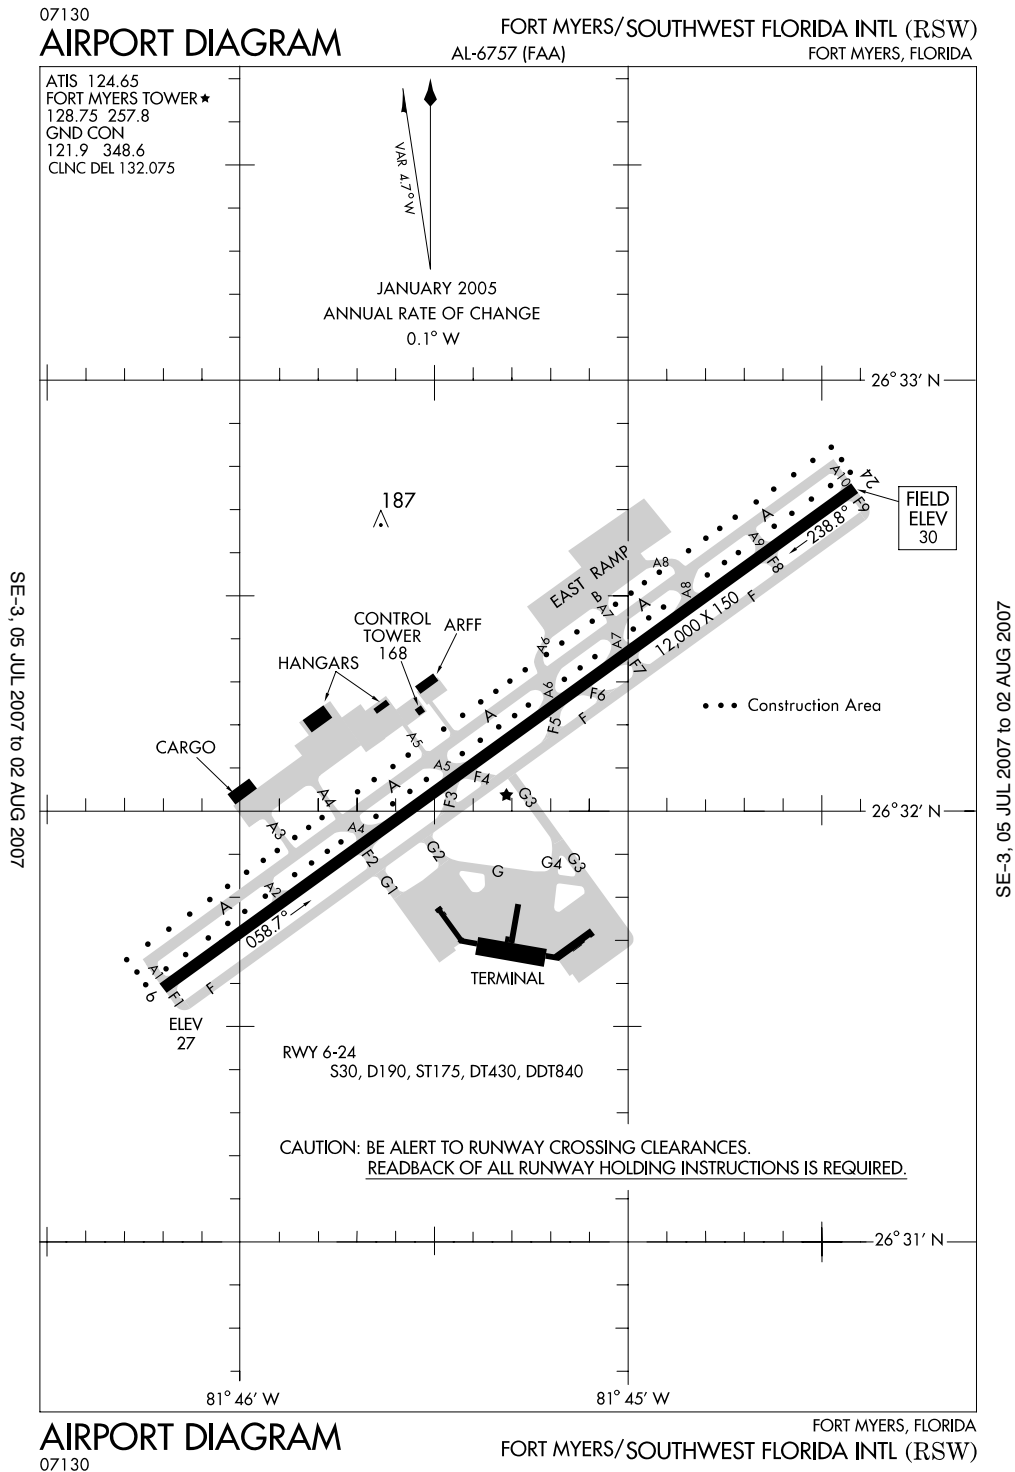 07130
AIRPORT DIAGRAM
AL-6757 (FAA)
FORT MYERS/SOUTHWEST FLORIDA INTL (RSW)
FORT MYERS, FLORIDA
ATIS 124.65
FORT MYERS TOWER★
128.75 257.8
GND CON
121.9 348.6
CLNC DEL 132.075
VAR 4.7° W
JANUARY 2005
ANNUAL RATE OF CHANGE
0.1° W
26° 33' N
187
24
A10
F9
FIELD
ELEV
30
A
238.8°
A9
F8
EAST RAMP
A8
A8
B
A7
A
F
12,000 X 150
CONTROL
TOWER
168
ARFF
A6
A7
F7
HANGARS
A6
F6
A
F5
F
• • • Construction Area
CARGO
A5
A5
F4
A
A4
F3
★
G3
26° 32' N
A3
A4
F2
G2
G4
G3
G
G1
A2
A
058.7°
TERMINAL
A1
6
F1
F
ELEV
27
RWY 6-24
S30, D190, ST175, DT430, DDT840
CAUTION: BE ALERT TO RUNWAY CROSSING CLEARANCES.
READBACK OF ALL RUNWAY HOLDING INSTRUCTIONS IS REQUIRED.
26° 31' N
81° 46' W
81° 45' W
SE-3, 05 JUL 2007 to 02 AUG 2007
SE-3, 05 JUL 2007 to 02 AUG 2007
AIRPORT DIAGRAM
07130
FORT MYERS, FLORIDA
FORT MYERS/SOUTHWEST FLORIDA INTL (RSW)